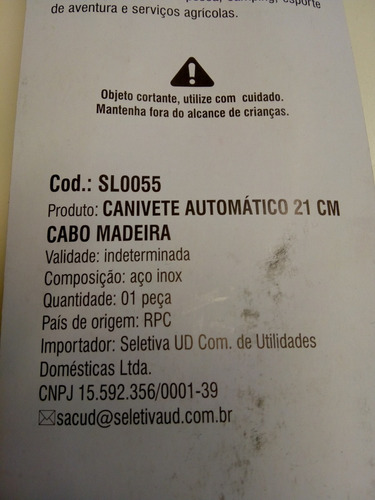 camping, esporte
de aventura e serviços agrícolas.
Objeto cortante, utilize com cuidado.
Mantenha fora do alcance de crianças.
Cod.: SL0055
Produto: CANIVETE AUTOMÁTICO 21 CM
CABO MADEIRA
Validade: indeterminada
Composição: aço inox
Quantidade: 01 peça
País de origem: RPC
Importador: Seletiva UD Com. de Utilidades
Domésticas Ltda.
CNPJ 15.592.356/0001-39
sacud@seletivaud.com.br